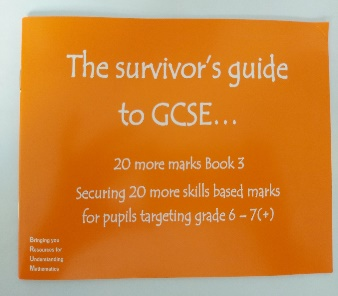 The survivor's guide
to GCSE...
20 more marks Book 3
Securing 20 more skills based marks
for pupils targeting grade 6 – 7(+)
Bringing you
Resources for
Understanding
Mathematics